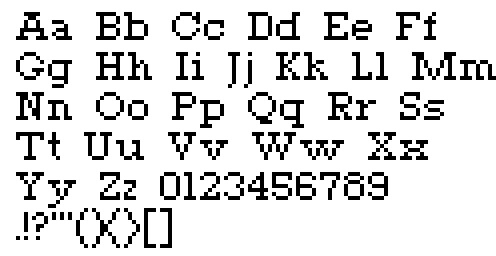 Aa Bb Cc Dd Ee Ff
Gg Hh Ii Jj Kk Ll Mm
Nn Oo Pp Qq Rr Ss
Tt Uu Vv Ww Xx
Yy Zz 0123456789
.!?"'()<>[]